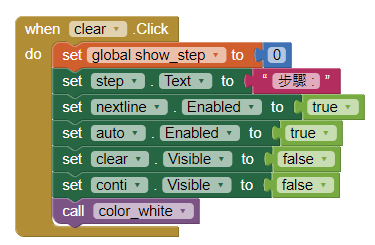 when clear .Click
do set global show_step to 0
set step . Text to " 步驟： "
set nextline . Enabled to true
set auto . Enabled to true
set clear . Visible to false
set conti . Visible to false
call color_white